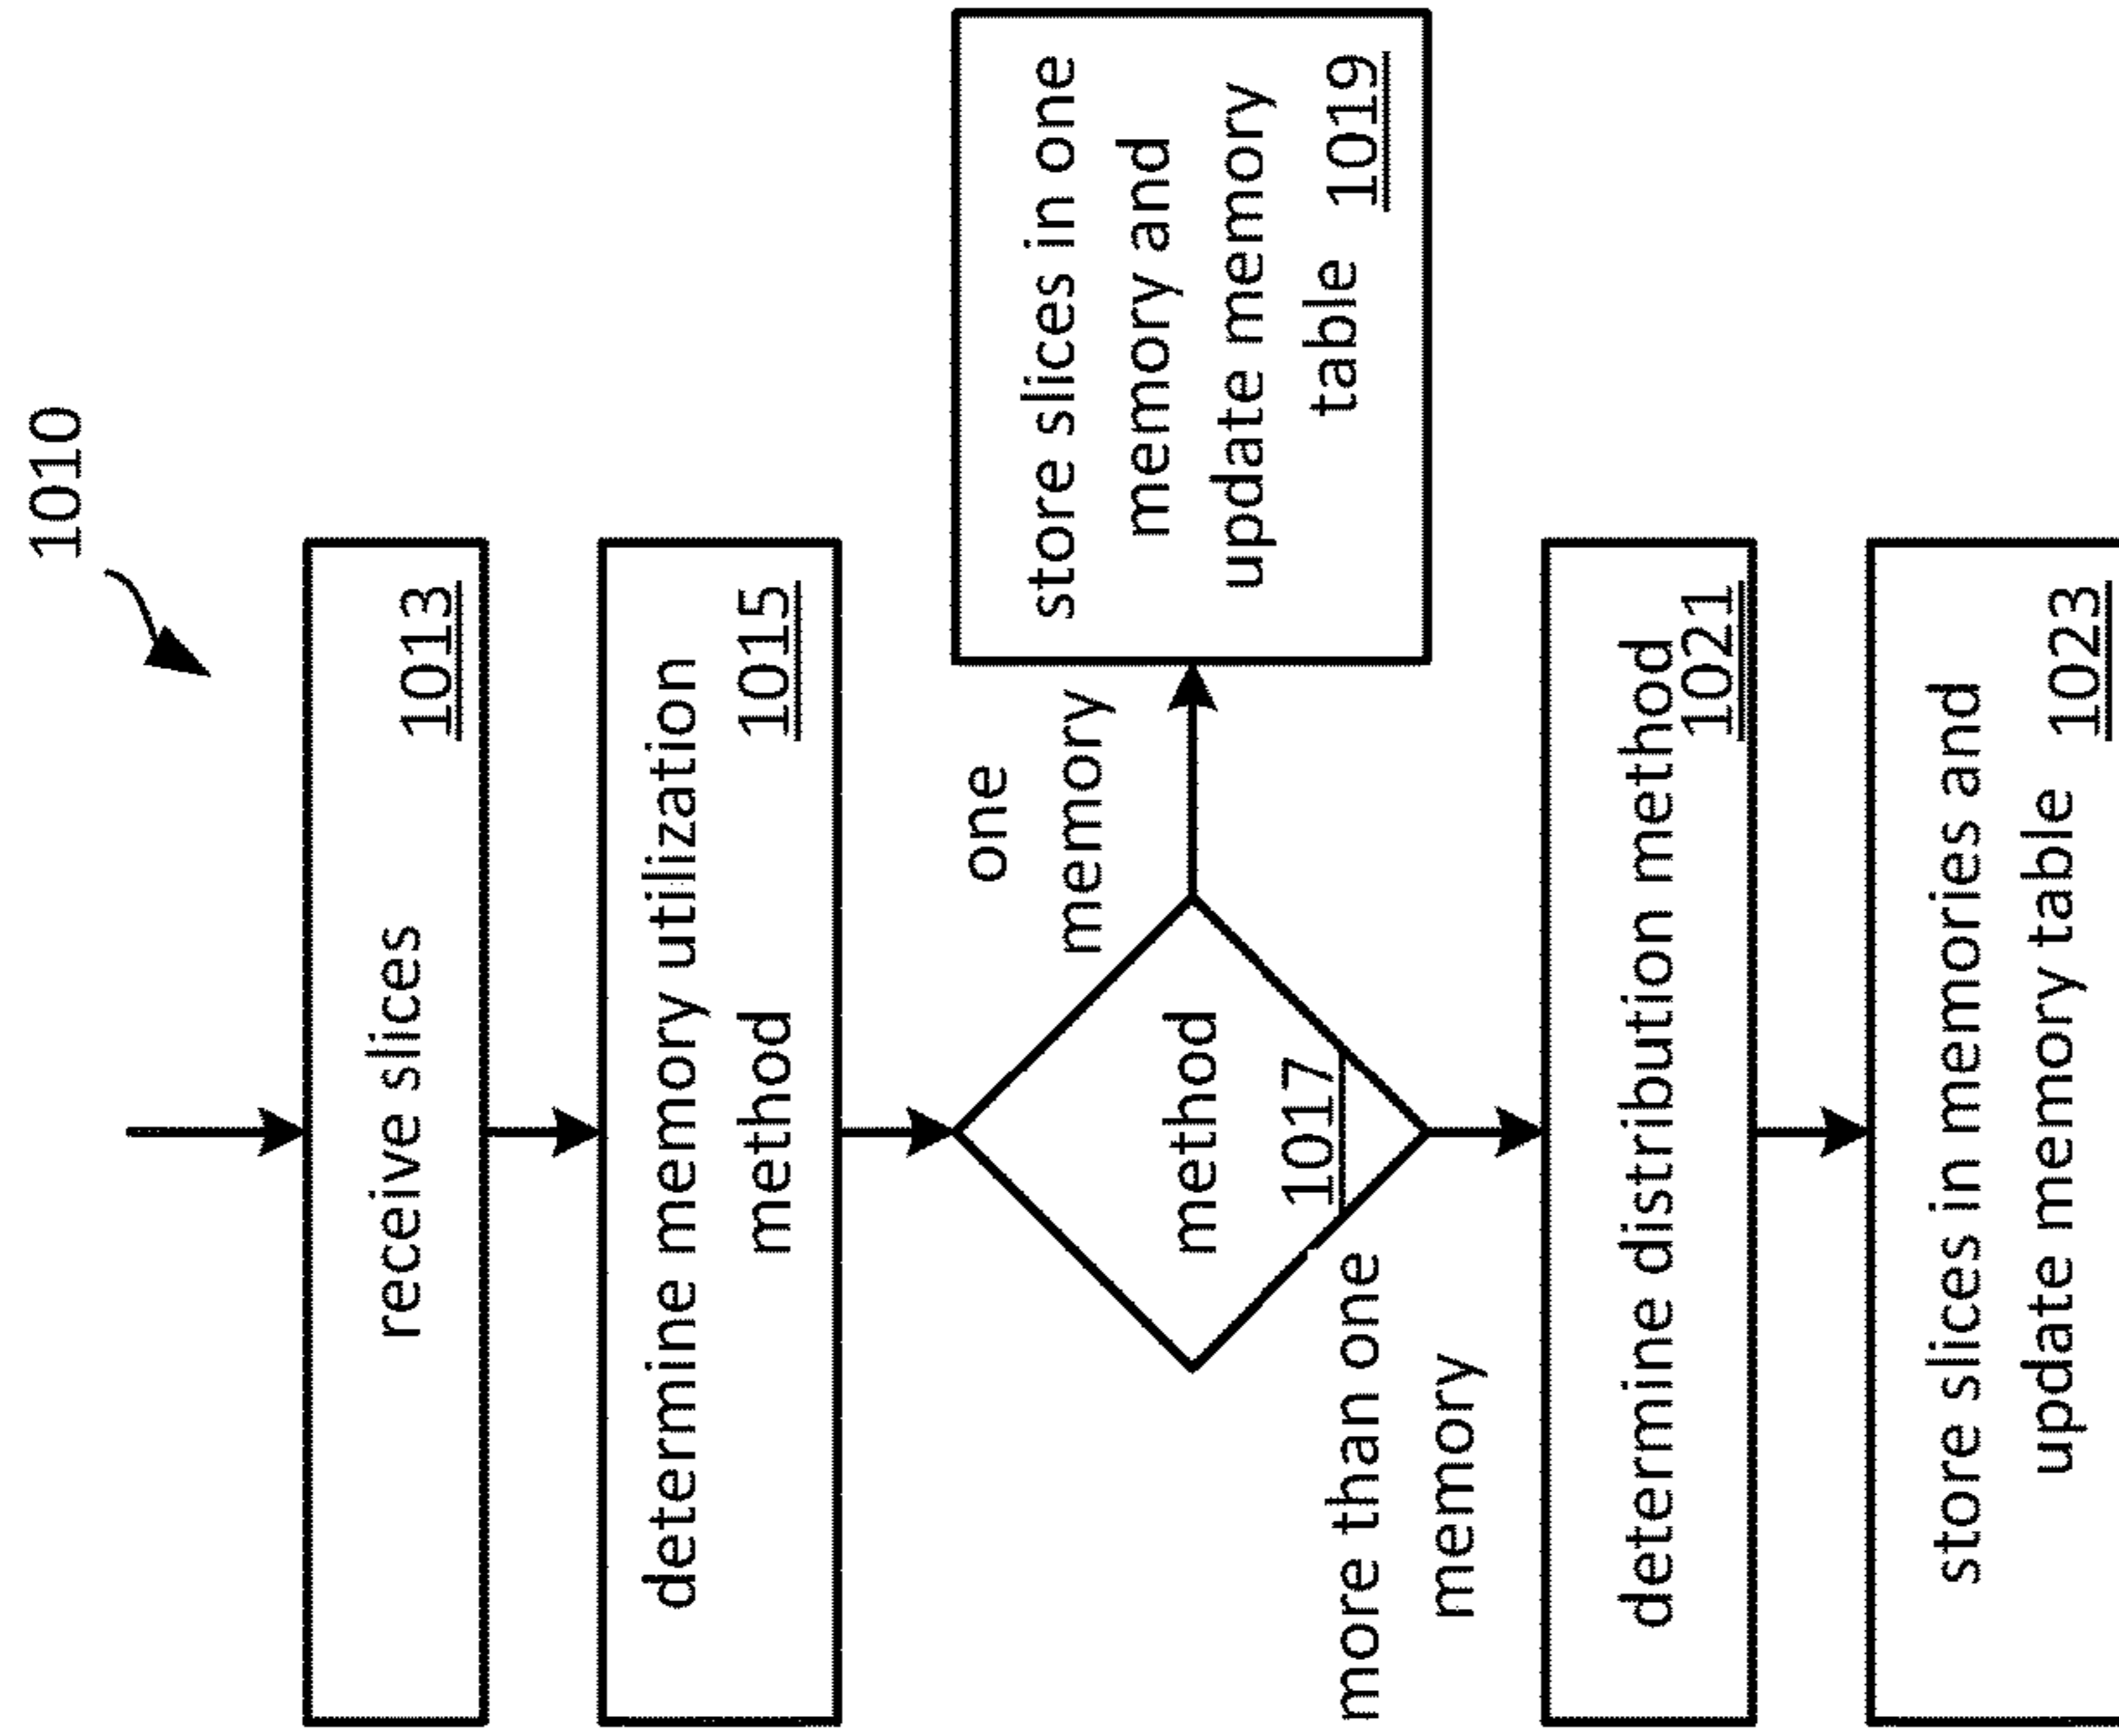 1010
receive slices
1013
determine memory utilization
method
1015
method
1017
one
memory
store slices in one
memory and
update memory
table 1019
more than one
memory
determine distribution method
1021
store slices in memories and
update memory table 1023